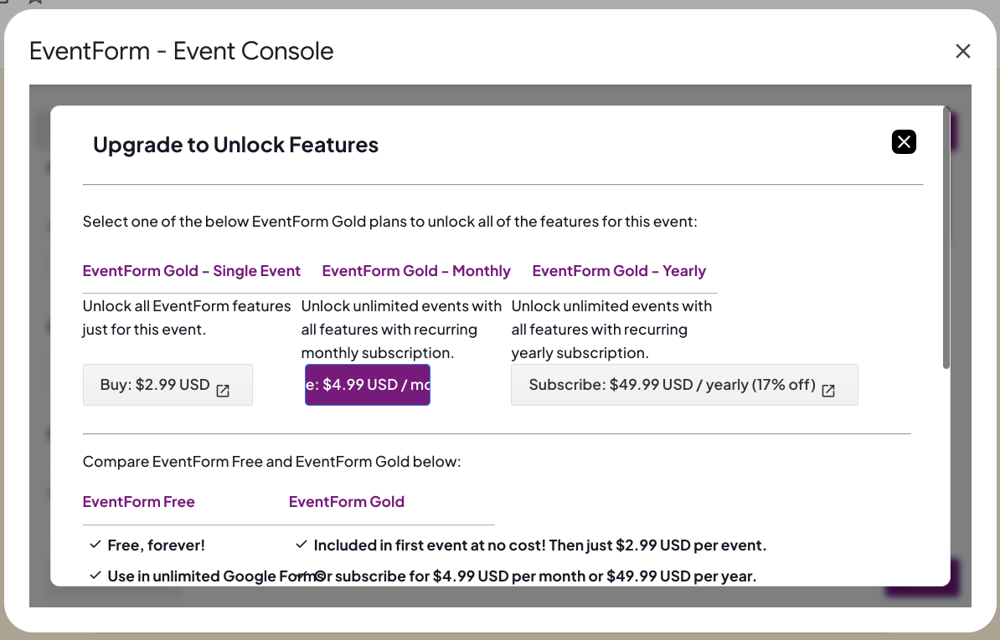 EventForm - Event Console
Upgrade to Unlock Features
Select one of the below EventForm Gold plans to unlock all of the features for this event:
EventForm Gold - Single Event
EventForm Gold - Monthly
EventForm Gold - Yearly
Unlock all EventForm features
just for this event.
Unlock unlimited events with
all features with recurring
monthly subscription.
Unlock unlimited events with
all features with recurring
yearly subscription.
Buy: $2.99 USD
e: $4.99 USD / mo
Subscribe: $49.99 USD / yearly (17% off)
Compare EventForm Free and EventForm Gold below:
EventForm Free
EventForm Gold
Free, forever!
Included in first event at no cost! Then just $2.99 USD per event.
Use in unlimited Google Forms
Or subscribe for $4.99 USD per month or $49.99 USD per year.